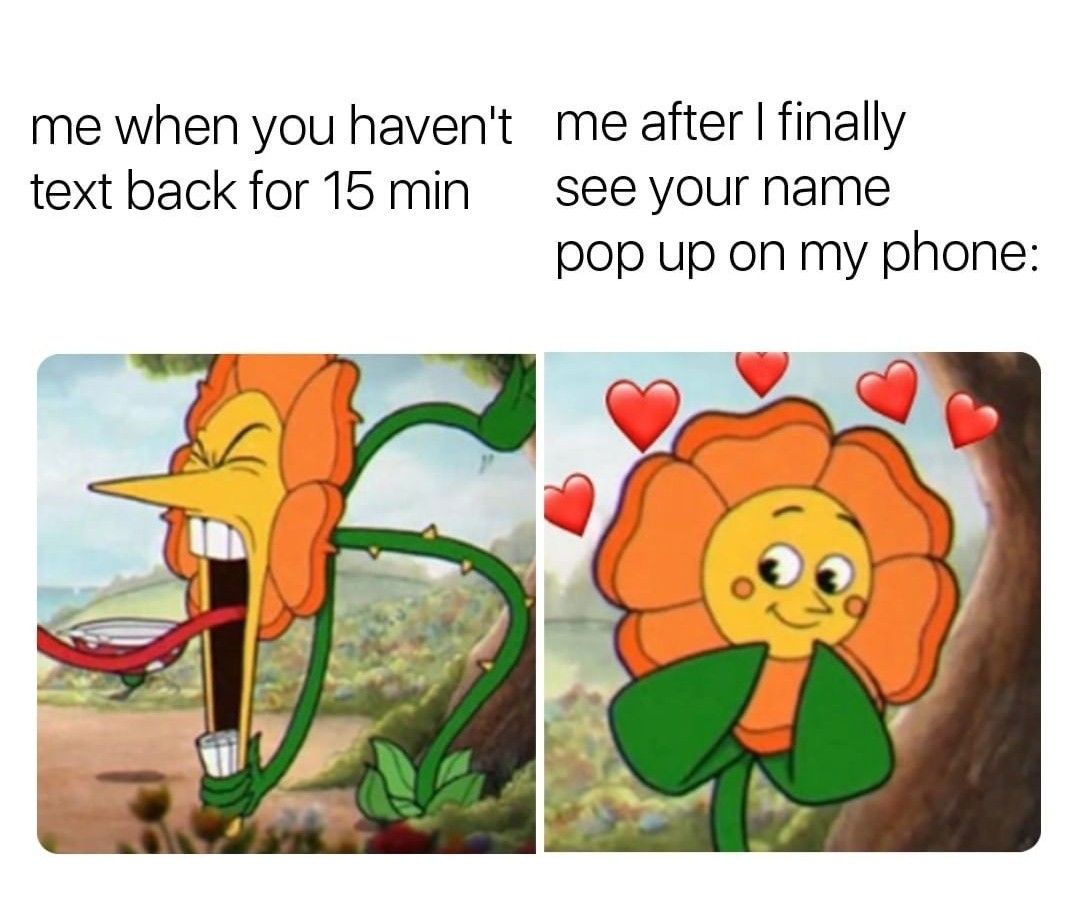 me when you haven't
text back for 15 min
me after I finally
see your name
pop up on my phone: